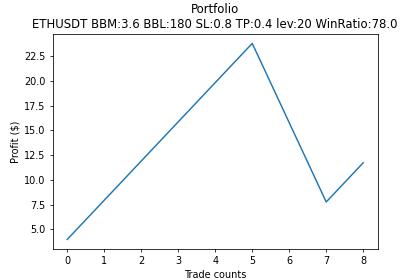 Portfolio
ETHUSDT BBM:3.6 BBL:180 SL:0.8 TP:0.4 lev:20 WinRatio:78.0
22.5
20.0
17.5
15.0
12.5
10.0
7.5
5.0
Profit ($)
0 1 2 3 4 5 6 7 8
Trade counts